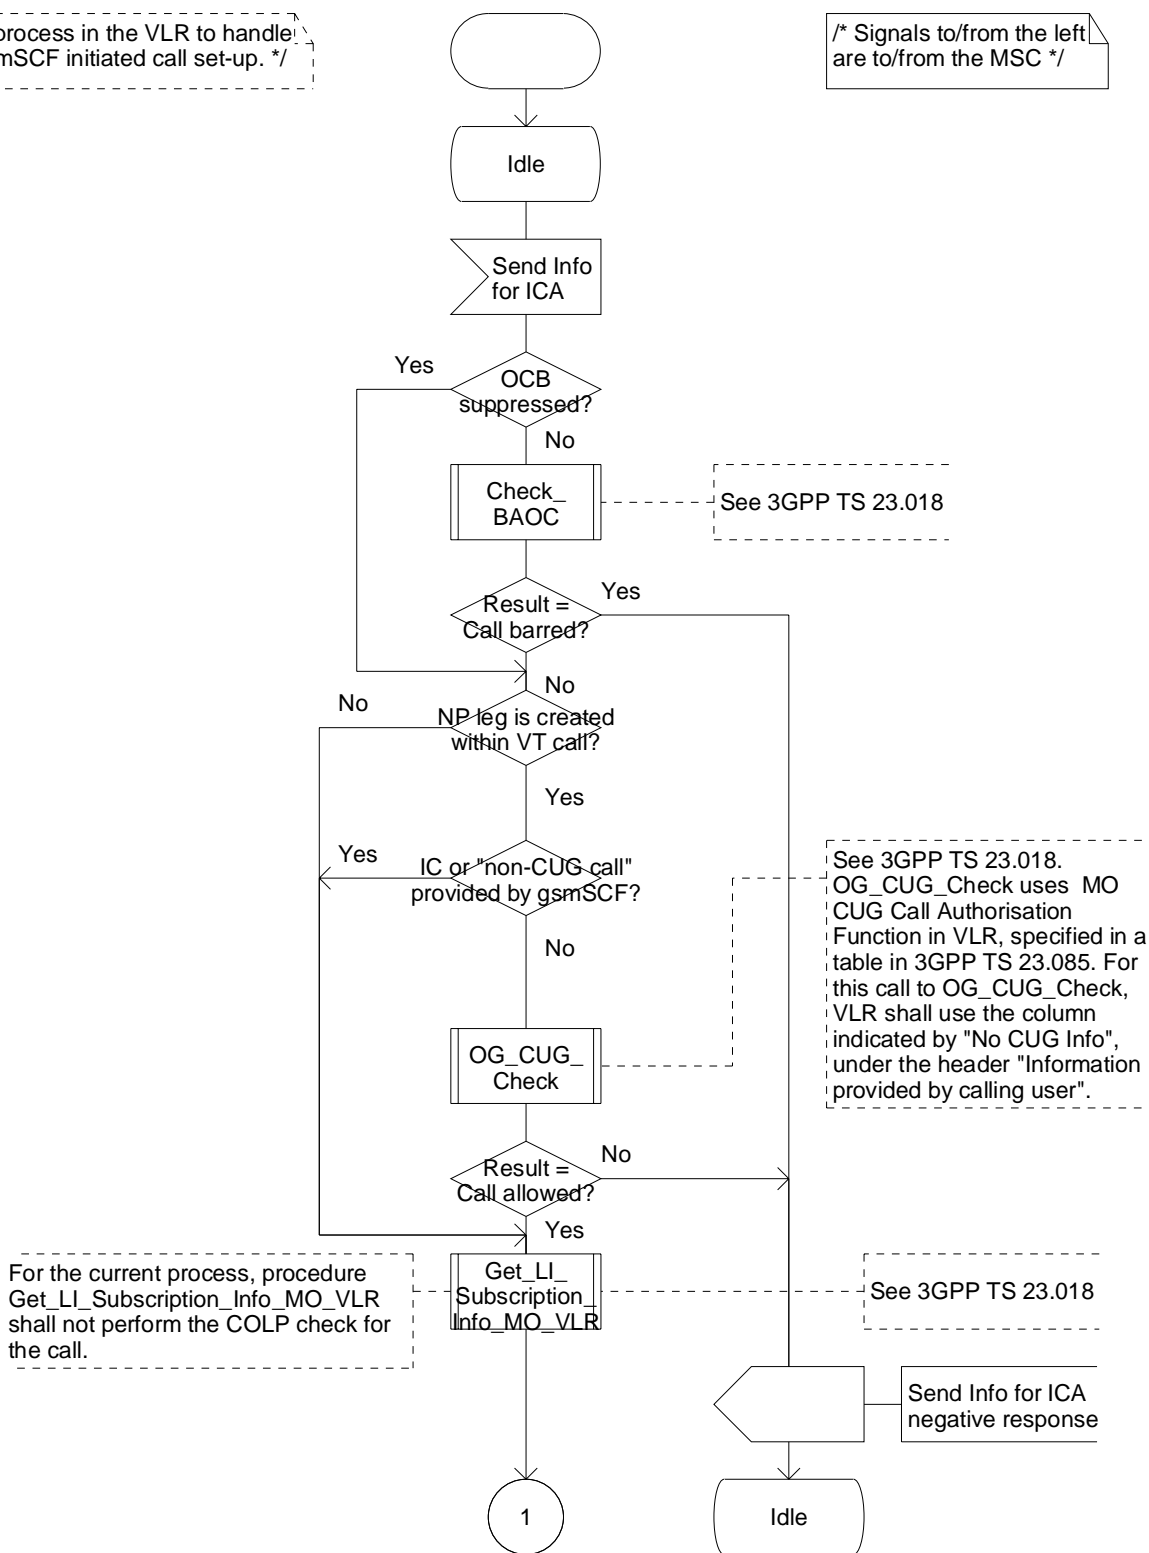 process in the VLR to handle
mSCF initiated call set-up. */
/* Signals to/from the left
are to/from the MSC */
Idle
Send Info
for ICA
Yes
OCB
suppressed?
No
Check_
BAOC
See 3GPP TS 23.018
Result =
Call barred?
Yes
No
No
NP leg is created
within VT call?
Yes
Yes
IC or "non-CUG call"
provided by gsmSCF?
No
See 3GPP TS 23.018.
OG_CUG_Check uses MO
CUG Call Authorisation
Function in VLR, specified in a
table in 3GPP TS 23.085. For
this call to OG_CUG_Check,
VLR shall use the column
indicated by "No CUG Info",
under the header "Information
provided by calling user".
OG_CUG_
Check
Result =
Call allowed?
No
Yes
For the current process, procedure
Get_LI_Subscription_Info_MO_VLR
shall not perform the COLP check for
the call.
Get_LI_
Subscription_
Info_MO_VLR
See 3GPP TS 23.018
Send Info for ICA
negative response
1
Idle